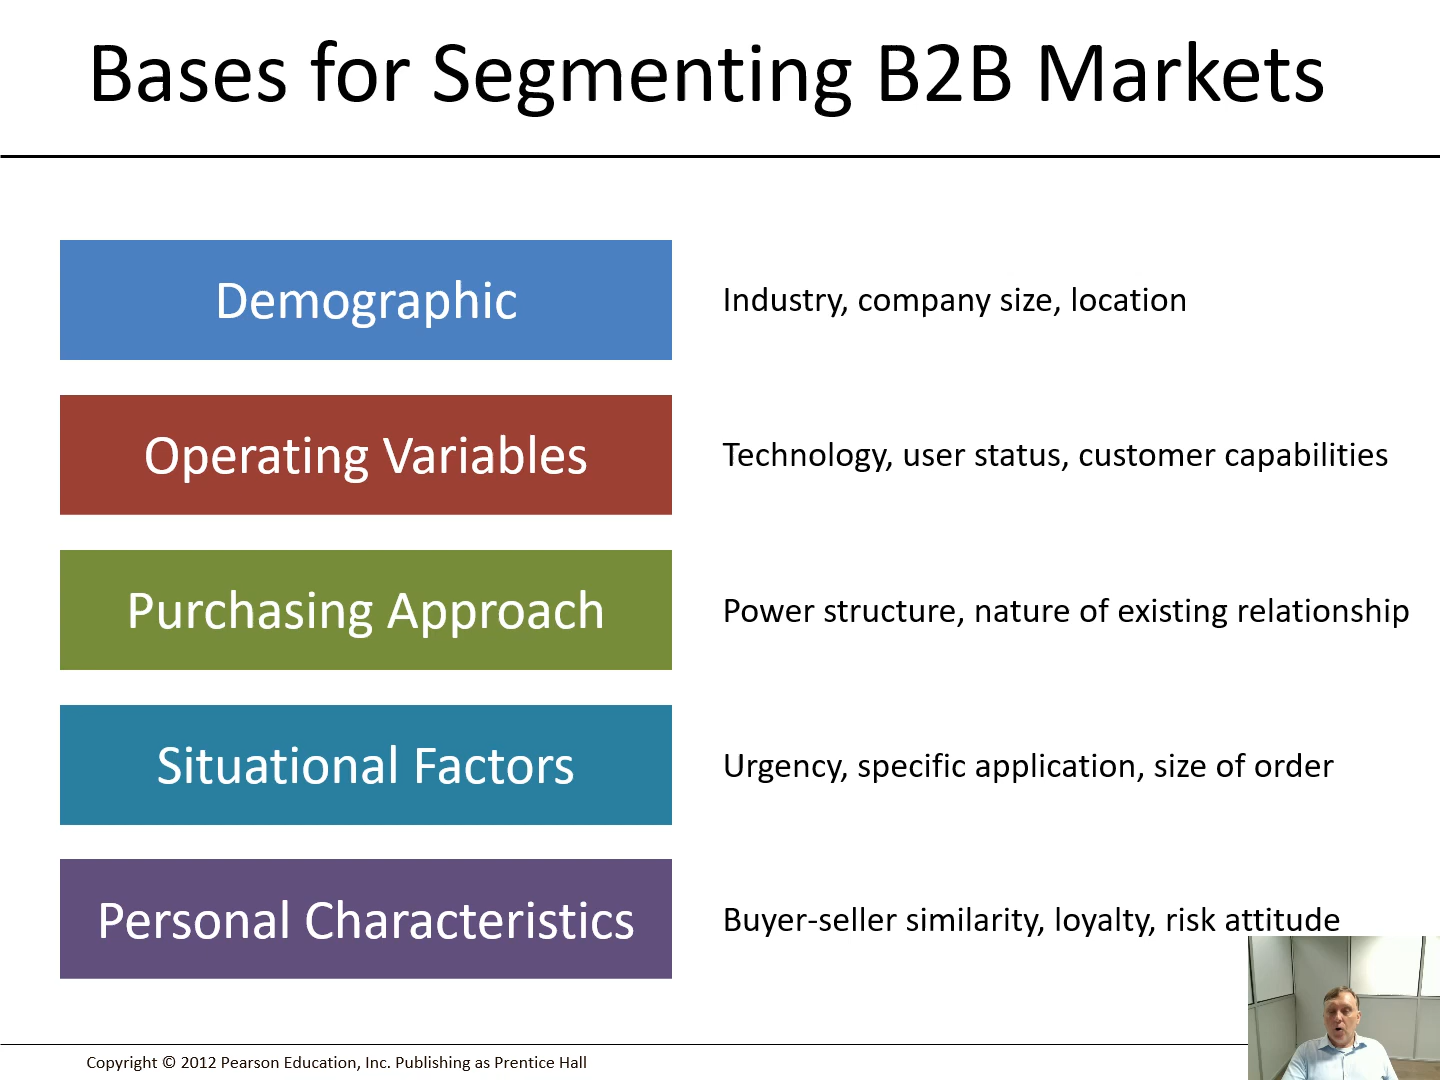 Bases for Segmenting B2B Markets
Demographic
Industry, company size, location
Operating Variables
Technology, user status, customer capabilities
Purchasing Approach
Power structure, nature of existing relationship
Situational Factors
Urgency, specific application, size of order
Personal Characteristics
Buyer-seller similarity, loyalty, risk attitude
Copyright © 2012 Pearson Education, Inc. Publishing as Prentice Hall